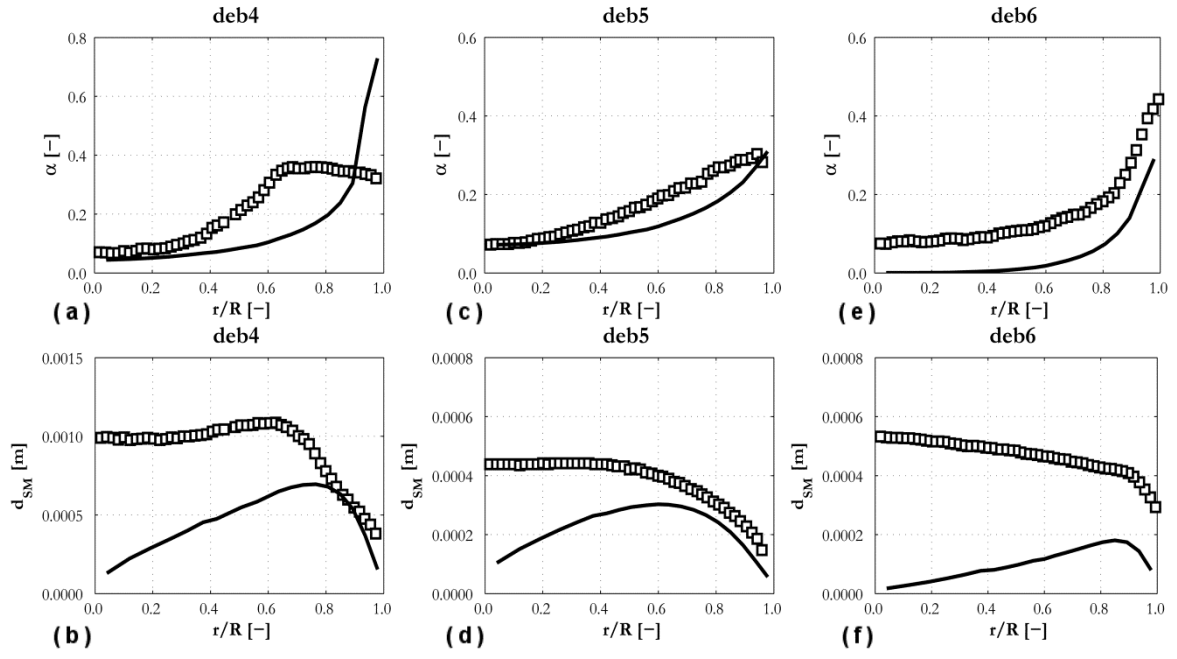 deb4 deb5 deb6
0.8 0.6 0.6
0.6 0.4 0.4
0.4 0.2 0.2
0.2 0.0 0.0
0.0
α [−] α [−] α [−]
0.0 0.2 0.4 0.6 0.8 1.0 0.0 0.2 0.4 0.6 0.8 1.0 0.0 0.2 0.4 0.6 0.8 1.0
(a) r/R [−] (c) r/R [−] (e) r/R [−]
deb4 deb5 deb6
0.0015 0.0008 0.0008
0.0010 0.0006 0.0006
0.0005 0.0004 0.0004
0.0000 0.0002 0.0002
0.0000 0.0000
d_SM [m] d_SM [m] d_SM [m]
0.0 0.2 0.4 0.6 0.8 1.0 0.0 0.2 0.4 0.6 0.8 1.0 0.0 0.2 0.4 0.6 0.8 1.0
(b) r/R [−] (d) r/R [−] (f) r/R [−]